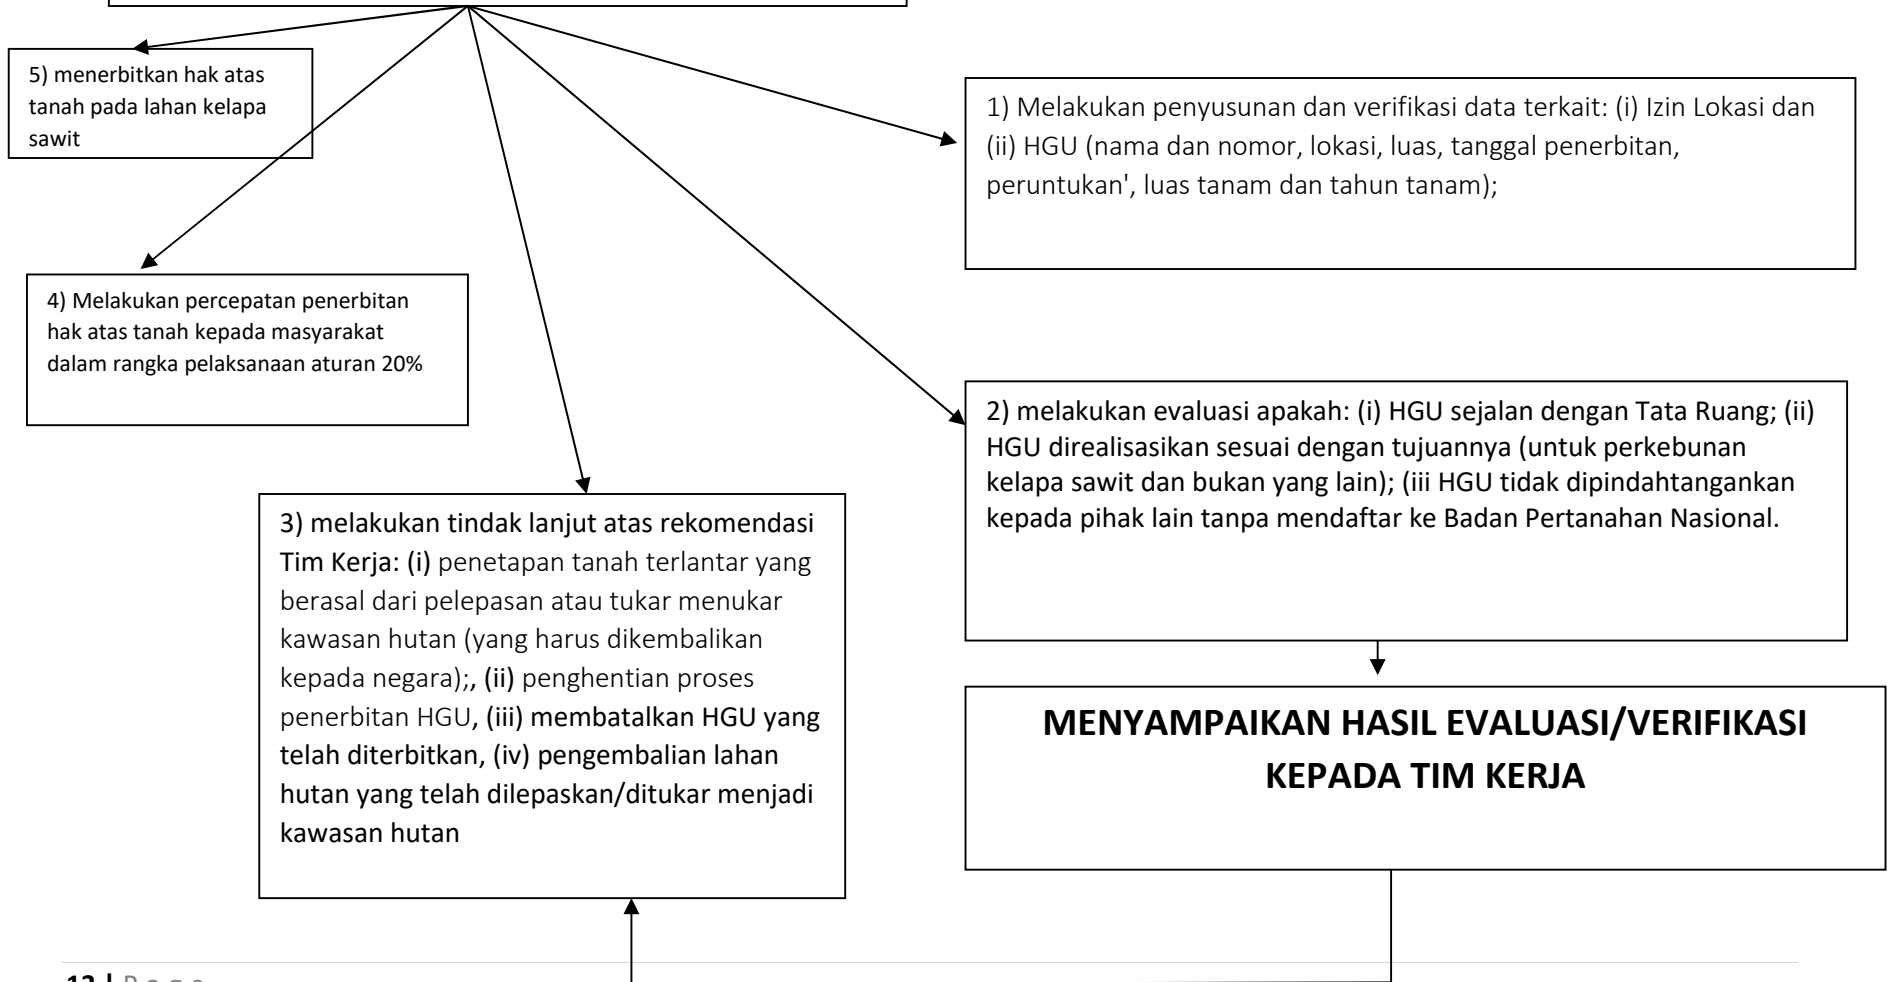 5) menerbitkan hak atas
tanah pada lahan kelapa
sawit
1) Melakukan penyusunan dan verifikasi data terkait: (i) Izin Lokasi dan
(ii) HGU (nama dan nomor, lokasi, luas, tanggal penerbitan,
peruntukan', luas tanam dan tahun tanam);
4) Melakukan percepatan penerbitan
hak atas tanah kepada masyarakat
dalam rangka pelaksanaan aturan 20%
2) melakukan evaluasi apakah: (i) HGU sejalan dengan Tata Ruang; (ii)
HGU direalisasikan sesuai dengan tujuannya (untuk perkebunan
kelapa sawit dan bukan yang lain); (iii HGU tidak dipindahtangankan
kepada pihak lain tanpa mendaftar ke Badan Pertanahan Nasional.
3) melakukan tindak lanjut atas rekomendasi
Tim Kerja: (i) penetapan tanah terlantar yang
berasal dari pelepasan atau tukar menukar
kawasan hutan (yang harus dikembalikan
kepada negara);, (ii) penghentian proses
penerbitan HGU, (iii) membatalkan HGU yang
telah diterbitkan, (iv) pengembalian lahan
hutan yang telah dilepaskan/ditukar menjadi
kawasan hutan
MENYAMPAIKAN HASIL EVALUASI/VERIFIKASI
KEPADA TIM KERJA